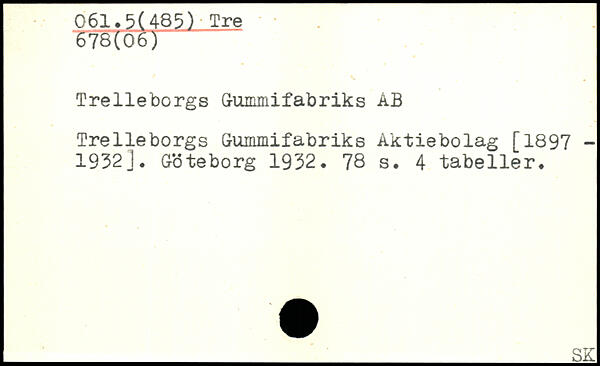 061.5(485) Tre
678(06)
Trelleborgs Gummifabriks AB
Trelleborgs Gummifabriks Aktiebolag [1897 -
1932]. Göteborg 1932. 78 s. 4 tabeller.
SK